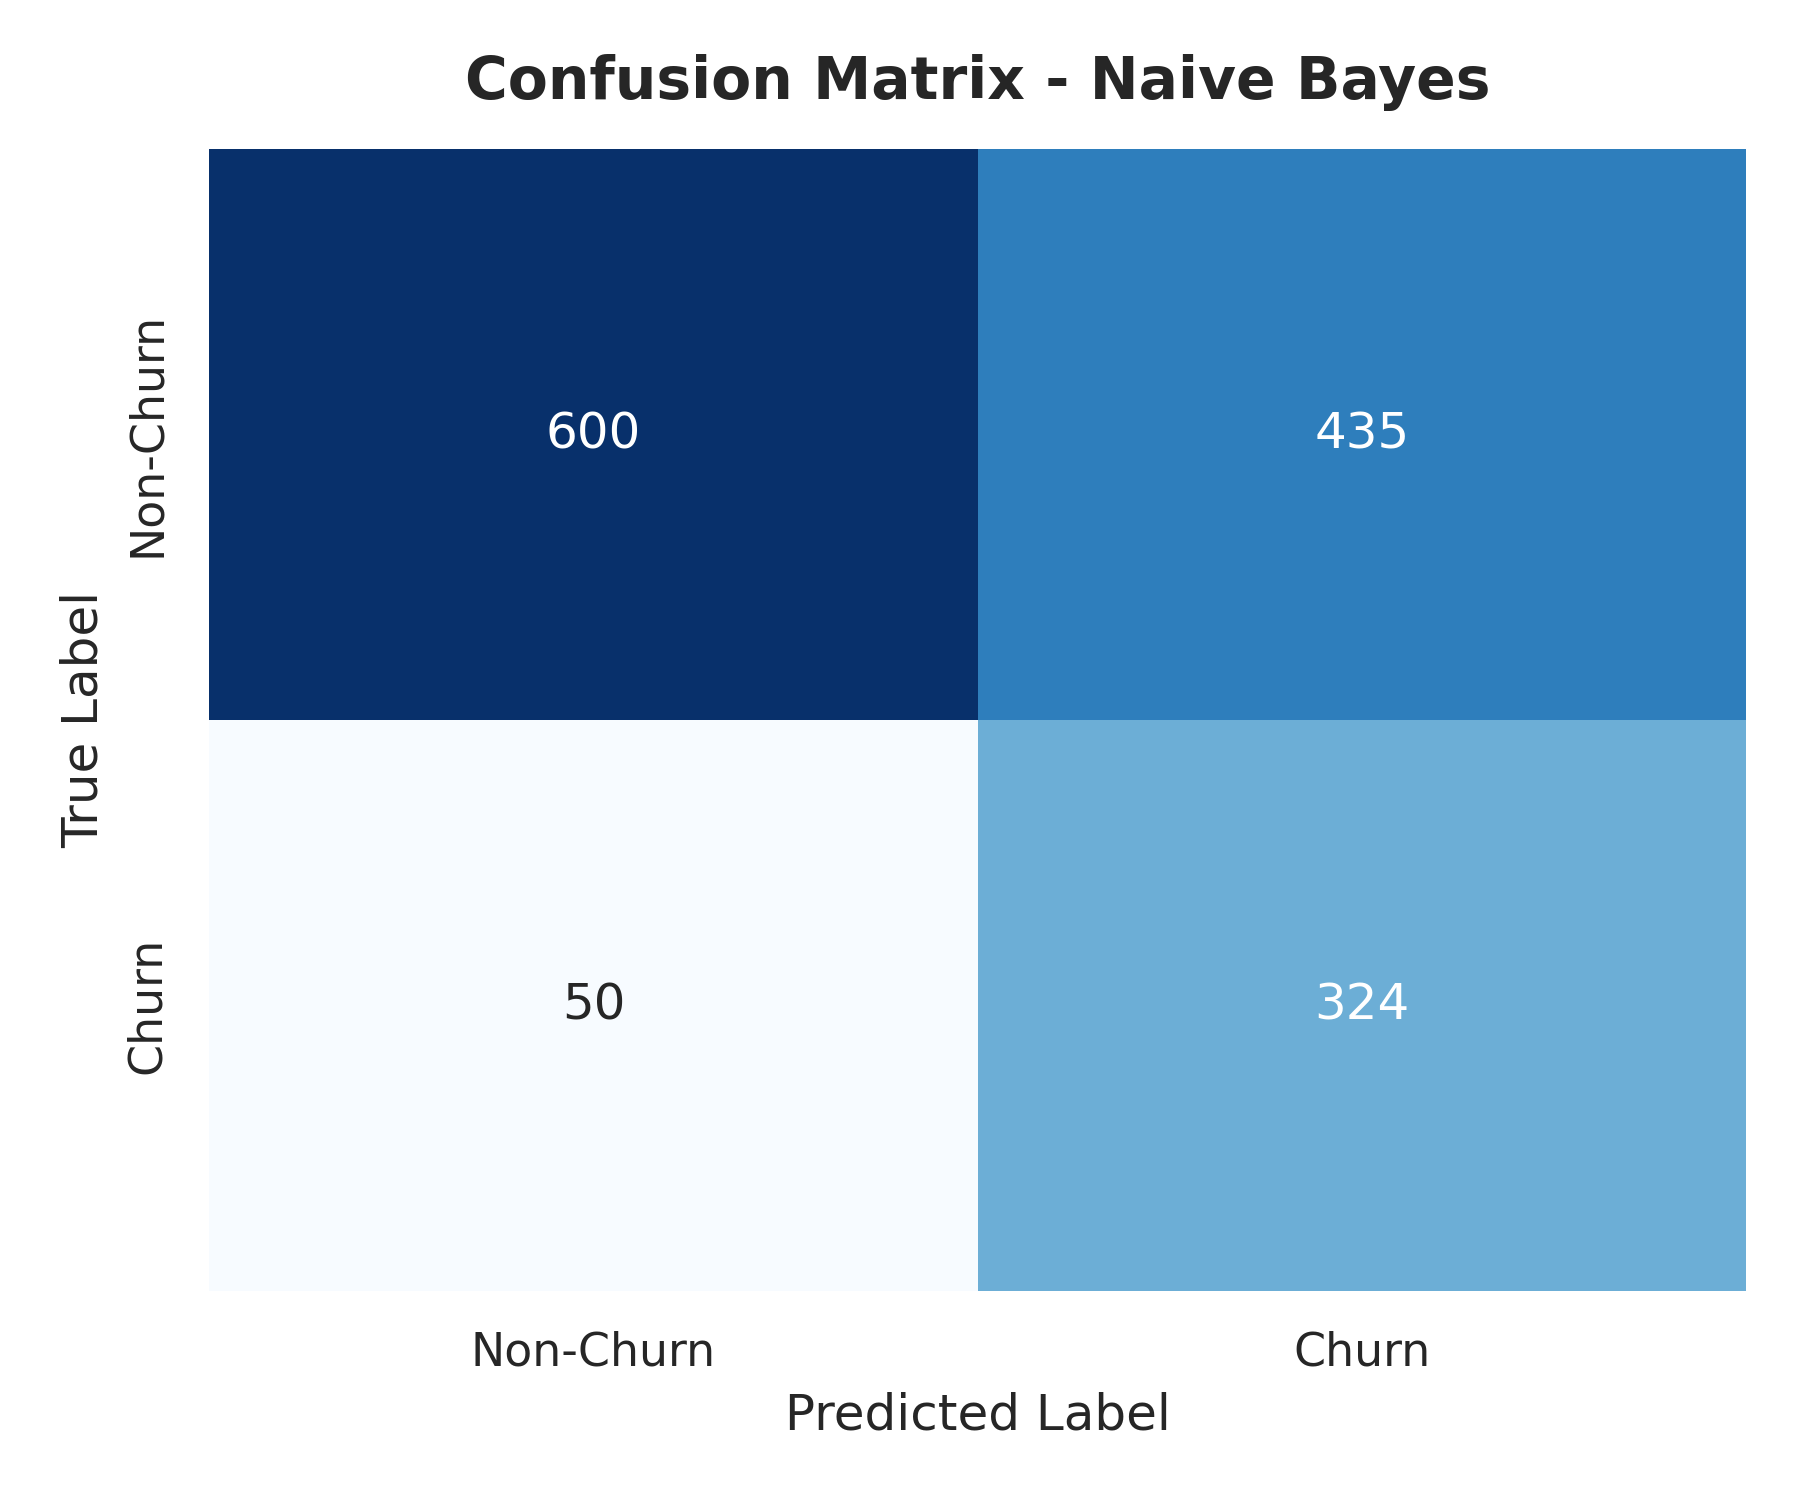 Confusion Matrix - Naive Bayes
True Label
Non-Churn
600 435
Churn
50 324
Non-Churn Churn
Predicted Label